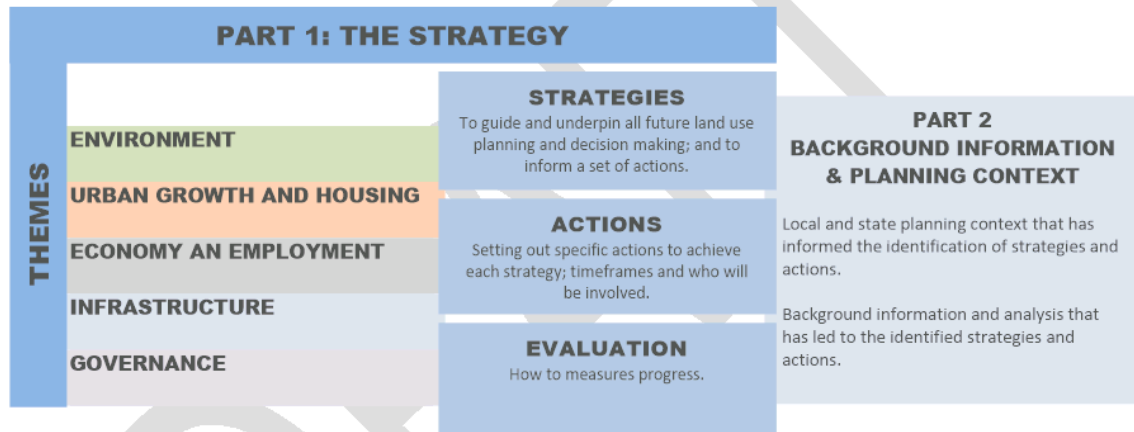 PART 1: THE STRATEGY
THEMES
ENVIRONMENT
URBAN GROWTH AND HOUSING
ECONOMY AN EMPLOYMENT
INFRASTRUCTURE
GOVERNANCE
STRATEGIES
To guide and underpin all future land use
planning and decision making; and to
inform a set of actions.
ACTIONS
Setting out specific actions to achieve
each strategy; timeframes and who will
be involved.
EVALUATION
How to measures progress.
PART 2
BACKGROUND INFORMATION
& PLANNING CONTEXT
Local and state planning context that has
informed the identification of strategies and
actions.
Background information and analysis that
has led to the identified strategies and
actions.